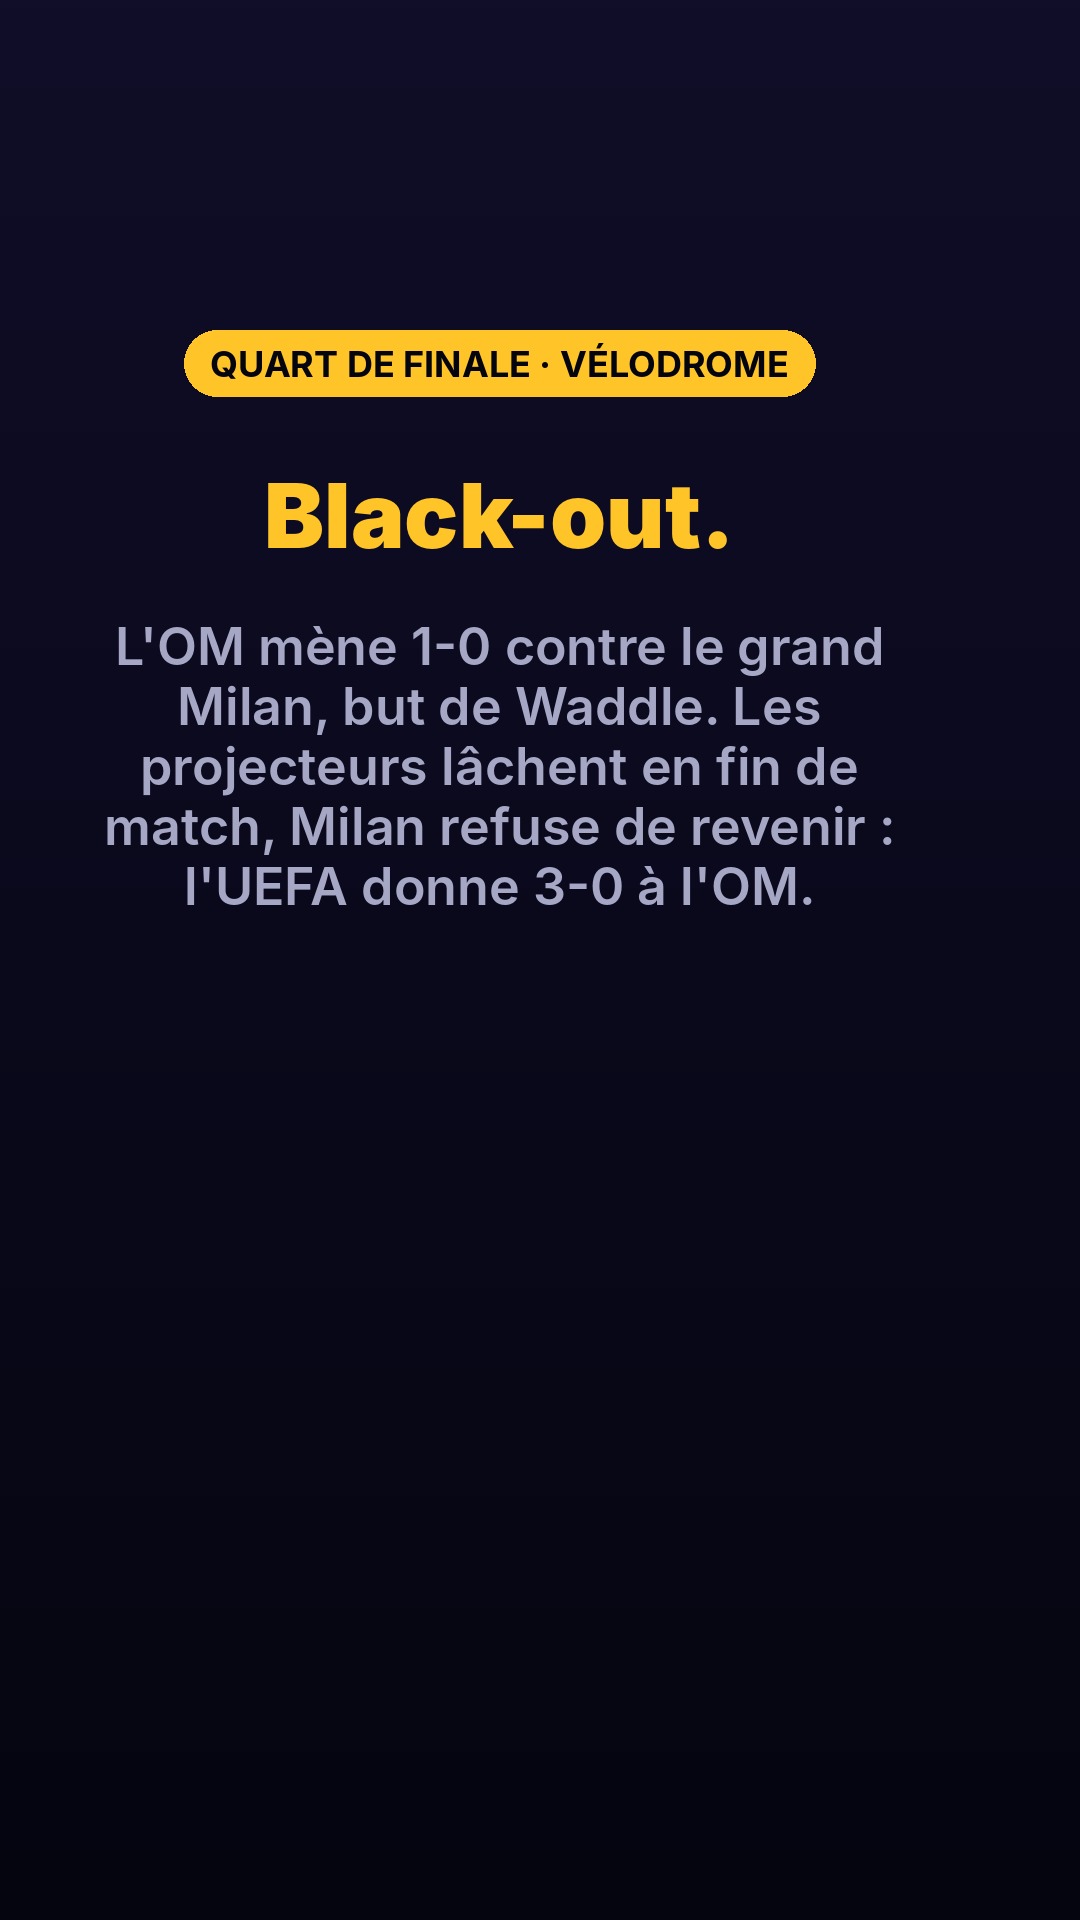 QUART DE FINALE · VÉLODROME
Black-out.
L'OM mène 1-0 contre le grand
Milan, but de Waddle. Les
projecteurs lâchent en fin de
match, Milan refuse de revenir :
l'UEFA donne 3-0 à l'OM.